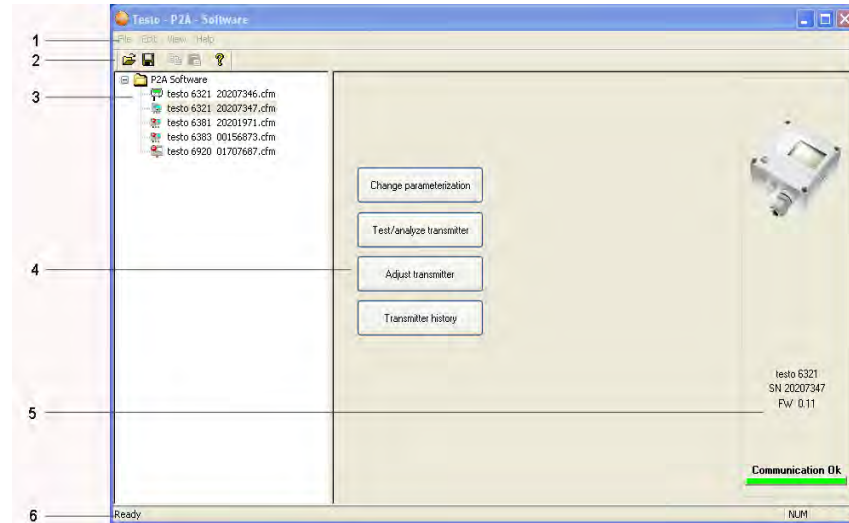 Testo - P2A - Software
1
File Edit View Help
2
P2A Software
3
testo 6321 20207346.cfm
testo 6321 20207347.cfm
testo 6381 20201971.cfm
testo 6383 00156873.cfm
testo 6920 01707687.cfm
Change parameterization
Test/analyze transmitter
4
Adjust transmitter
Transmitter history
testo 6321
SN 20207347
FW 0.11
5
Communication Ok
6
Ready
NUM